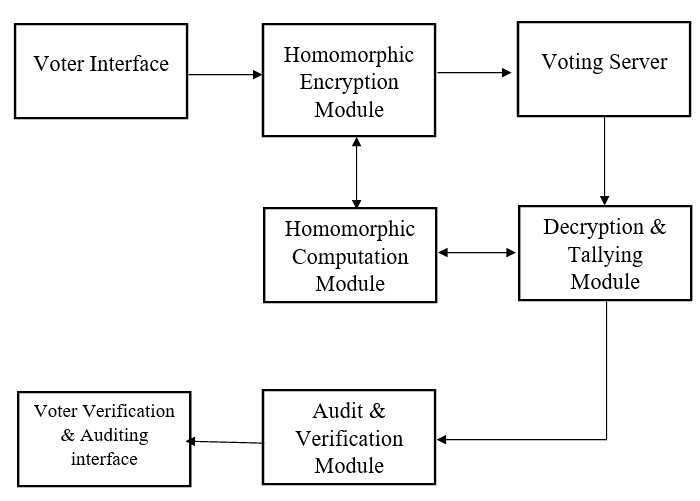 Voter Interface
Homomorphic
Encryption
Module
Voting Server
Homomorphic
Computation
Module
Decryption &
Tallying
Module
Voter Verification
& Auditing
interface
Audit &
Verification
Module